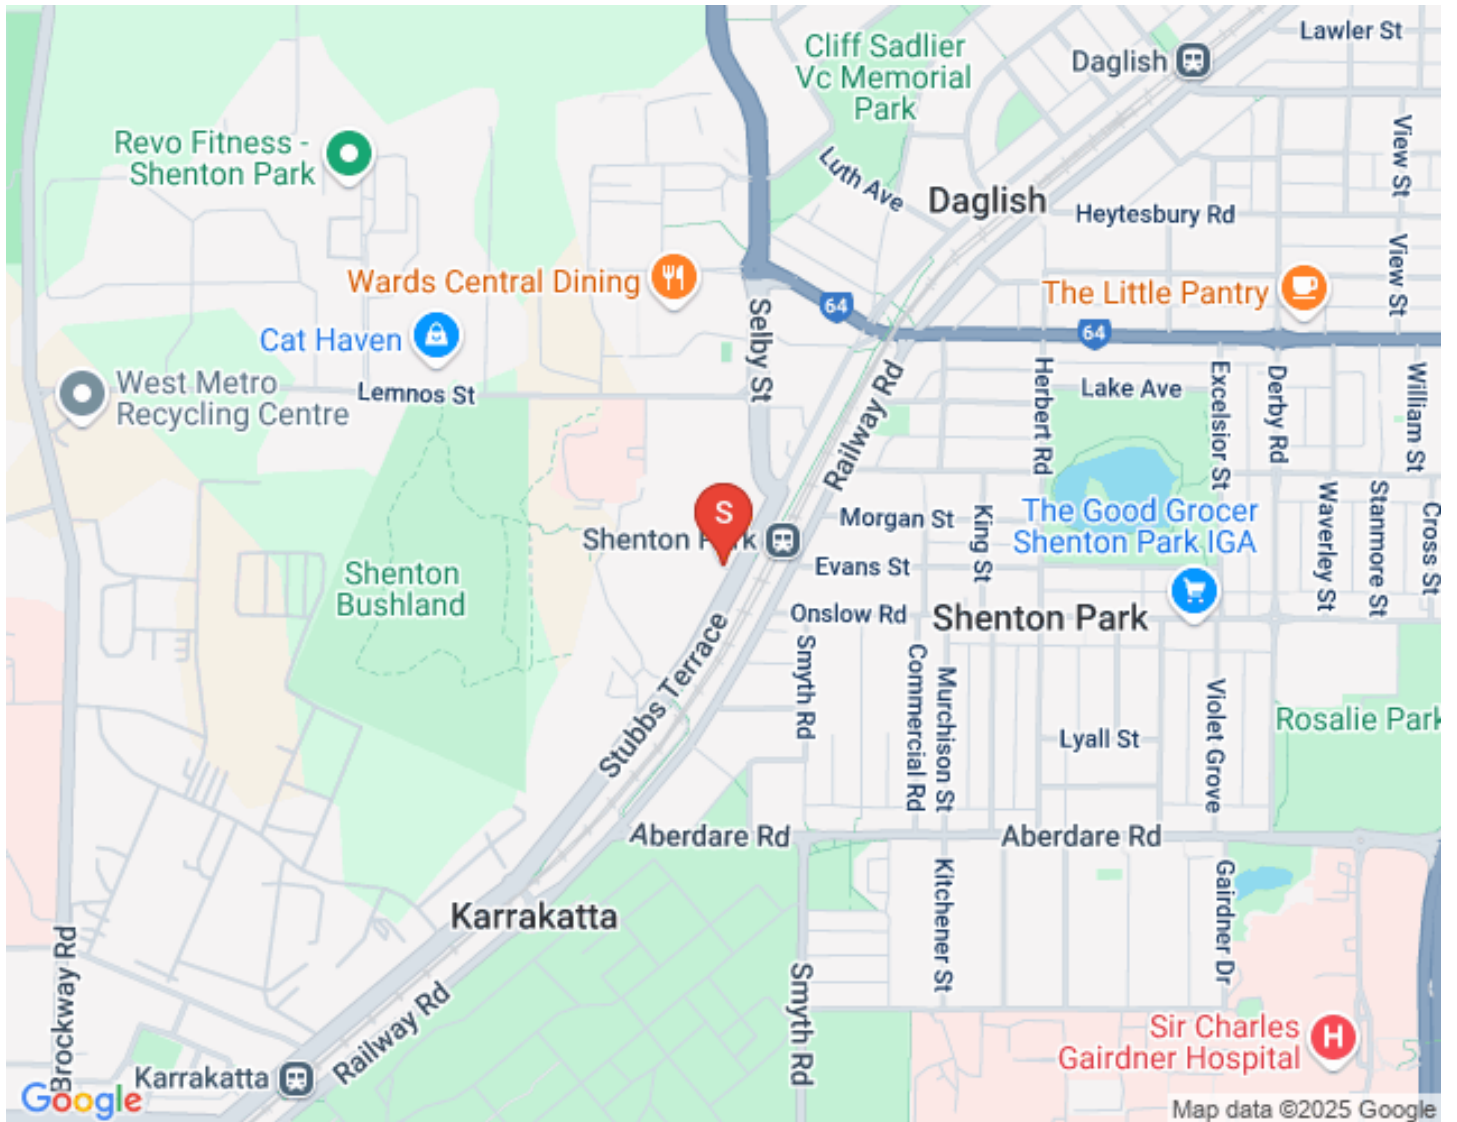 Lawler St
Cliff Sadlier
Vc Memorial
Park
Daglish
View St
Revo Fitness -
Shenton Park
Luth Ave
Daglish
Heytesbury Rd
View St
Wards Central Dining
The Little Pantry
64
64
Cat Haven
Selby St
Railway Rd
Herbert Rd
Lake Ave
Excelsior St
Derby Rd
William St
West Metro
Recycling Centre
Lemnos St
S
Shenton Park
Morgan St
King St
The Good Grocer
Shenton Park IGA
Waverley St
Stanmore St
Cross St
Evans St
Shenton
Bushland
Onslow Rd
Shenton Park
Stubbs Terrace
Smyth Rd
Commercial Rd
Murchison St
Violet Grove
Rosalie Park
Lyall St
Aberdare Rd
Aberdare Rd
Karrakatta
Kitchener St
Gairdner Dr
Brockway Rd
Railway Rd
Smyth Rd
Sir Charles
Gairdner Hospital
H
Karrakatta
Google
Map data ©2025 Google